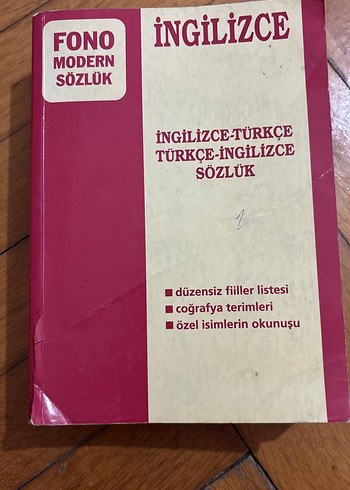 FONO
MODERN
SÖZLÜK
İNGİLİZCE
İNGİLİZCE-TÜRKÇE
TÜRKÇE-İNGİLİZCE
SÖZLÜK
düzensiz fiiller listesi
coğrafya terimleri
özel isimlerin okunuşu